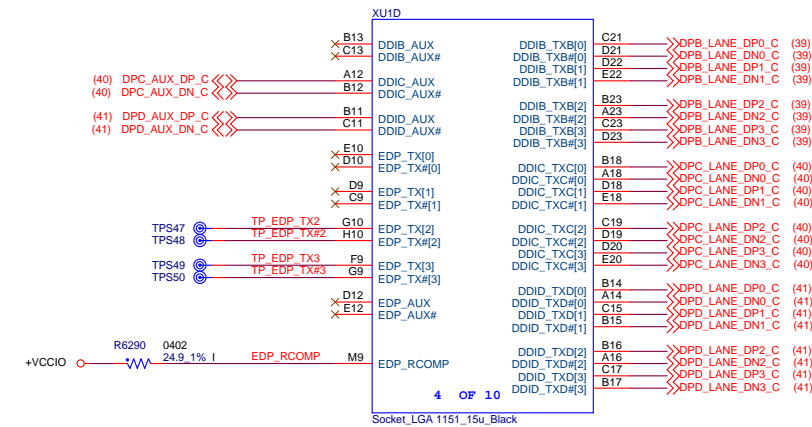 XU1D
B13 DDIB_AUX DDIB_TXB[0] C21 DPB_LANE_DP0_C (39)
C13 DDIB_AUX# DDIB_TXB#[0] D21 DPB_LANE_DN0_C (39)
DDIB_TXB[1] D22 DPB_LANE_DP1_C (39)
(40) DPC_AUX_DP_C A12 DDIC_AUX DDIB_TXB#[1] E22 DPB_LANE_DN1_C (39)
(40) DPC_AUX_DN_C B12 DDIC_AUX#
DDIB_TXB[2] B23 DPB_LANE_DP2_C (39)
(41) DPD_AUX_DP_C B11 DDID_AUX DDIB_TXB#[2] A23 DPB_LANE_DN2_C (39)
(41) DPD_AUX_DN_C C11 DDID_AUX# DDIB_TXB[3] C23 DPB_LANE_DP3_C (39)
DDIB_TXB#[3] D23 DPB_LANE_DN3_C (39)
E10 EDP_TX[0] DDIC_TXC[0] B18 DPC_LANE_DP0_C (40)
D10 EDP_TX#[0] DDIC_TXC#[0] A18 DPC_LANE_DN0_C (40)
D9 EDP_TX[1] DDIC_TXC[1] D18 DPC_LANE_DP1_C (40)
C9 EDP_TX#[1] DDIC_TXC#[1] E18 DPC_LANE_DN1_C (40)
TPS47 TP_EDP_TX2 G10 EDP_TX[2] DDIC_TXC[2] C19 DPC_LANE_DP2_C (40)
TPS48 TP_EDP_TX#2 H10 EDP_TX#[2] DDIC_TXC#[2] D19 DPC_LANE_DN2_C (40)
DDIC_TXC[3] D20 DPC_LANE_DP3_C (40)
TPS49 TP_EDP_TX3 F9 EDP_TX[3] DDIC_TXC#[3] E20 DPC_LANE_DN3_C (40)
TPS50 TP_EDP_TX#3 G9 EDP_TX#[3]
DDID_TXD[0] B14 DPD_LANE_DP0_C (41)
D12 EDP_AUX DDID_TXD#[0] A14 DPD_LANE_DN0_C (41)
E12 EDP_AUX# DDID_TXD[1] C15 DPD_LANE_DP1_C (41)
DDID_TXD#[1] B15 DPD_LANE_DN1_C (41)
R6290 0402
DDID_TXD[2] B16 DPD_LANE_DP2_C (41)
+VCCIO 24.9_1% I EDP_RCOMP M9 EDP_RCOMP DDID_TXD#[2] A16 DPD_LANE_DN2_C (41)
DDID_TXD[3] C17 DPD_LANE_DP3_C (41)
DDID_TXD#[3] B17 DPD_LANE_DN3_C (41)
4 OF 10
Socket_LGA 1151_15u_Black